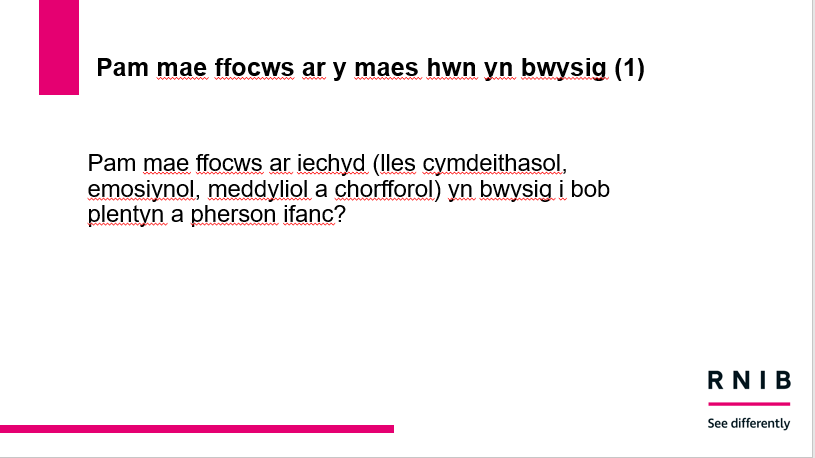 Pam mae ffocws ar y maes hwn yn bwysig (1)
Pam mae ffocws ar iechyd (lles cymdeithasol,
emosiynol, meddyliol a chorfforol) yn bwysig i bob
plentyn a pherson ifanc?
RNIB
See differently